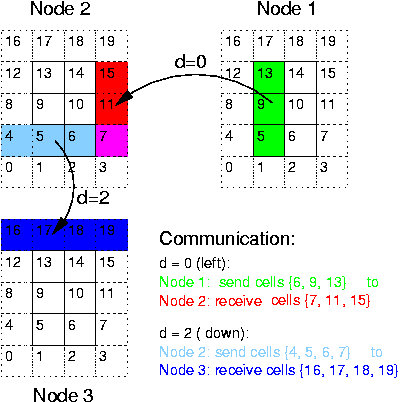 Node 2
Node 1
16 17 18 19
12 13 14 15
8 9 10 11
4 5 6 7
0 1 2 3
d=0
16 17 18 19
12 13 14 15
8 9 10 11
4 5 6 7
0 1 2 3
d=2
16 17 18 19
12 13 14 15
8 9 10 11
4 5 6 7
0 1 2 3
Node 3
Communication:
d = 0 (left):
Node 1: send cells {6, 9, 13} to
Node 2: receive cells {7, 11, 15}
d = 2 ( down):
Node 2: send cells {4, 5, 6, 7} to
Node 3: receive cells {16, 17, 18, 19}